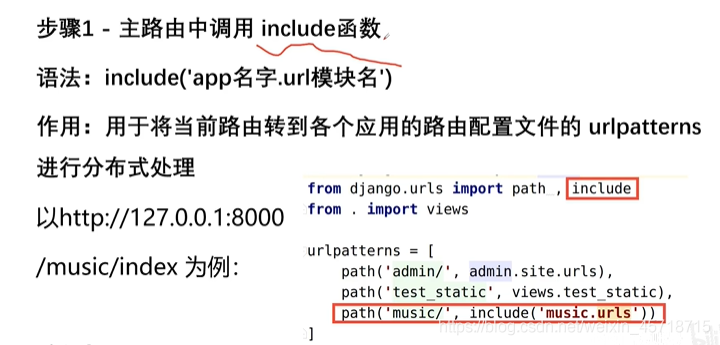 步骤1 - 主路由中调用 include函数
语法：include('app名字.url模块名')
作用：用于将当前路由转到各个应用的路由配置文件的 urlpatterns
进行分布式处理
以http://127.0.0.1:8000
/music/index 为例：
from django.urls import path , include
from . import views
urlpatterns = [
path('admin/', admin.site.urls),
path('test_static', views.test_static),
path('music/', include('music.urls'))
]
https://blog.csdn.net/weixin_45718715